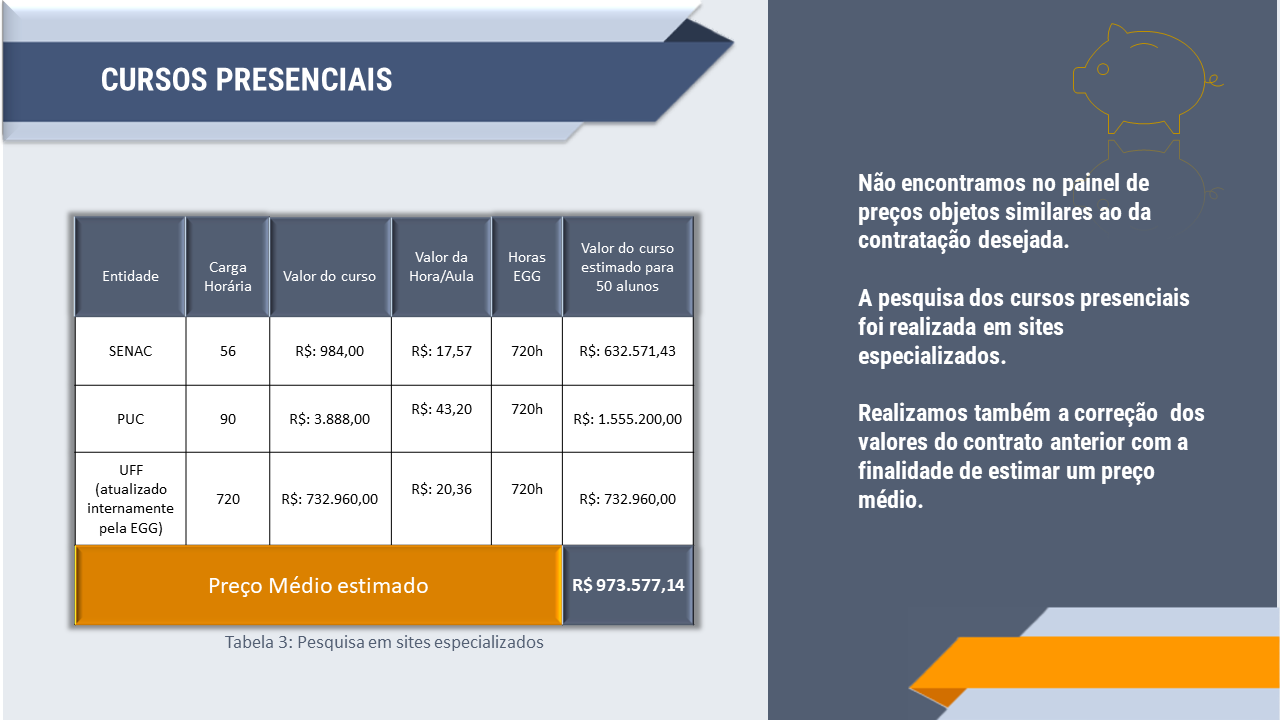 CURSOS PRESENCIAIS
Entidade
Carga
Horária
Valor do curso
Valor da
Hora/Aula
Horas
EGG
Valor do curso
estimado para
50 alunos
SENAC
56
R$: 984,00
R$: 17,57
720h
R$: 632.571,43
PUC
90
R$: 3.888,00
R$: 43,20
720h
R$: 1.555.200,00
UFF
(atualizado
internamente
pela EGG)
720
R$: 732.960,00
R$: 20,36
720h
R$: 732.960,00
Preço Médio estimado
R$ 973.577,14
Tabela 3: Pesquisa em sites especializados
Não encontramos no painel de
preços objetos similares ao da
contratação desejada.
A pesquisa dos cursos presenciais
foi realizada em sites
especializados.
Realizamos também a correção  dos
valores do contrato anterior com a
finalidade de estimar um preço
médio.